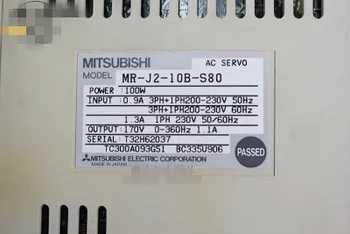 MITSUBISHI AC SERVO
MODEL MR-J2-10B-S80
POWER :100W
INPUT :0.9A 3PH+1PH200-230V 50Hz
3PH+1PH200-230V 60Hz
1.3A 1PH 230V 50/60Hz
OUTPUT:170V 0-360Hz 1.1A
SERIAL: T32H62037
TC300A093G51 BC335U906
MITSUBISHI ELECTRIC CORPORATION
MADE IN JAPAN
PASSED